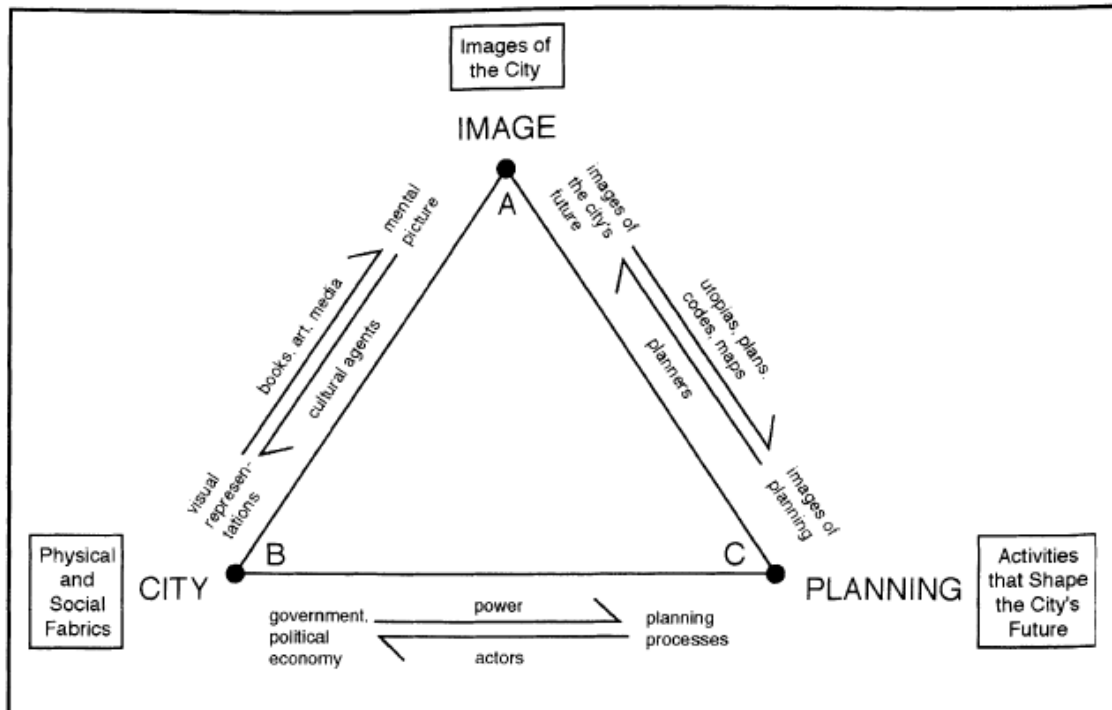 Images of
the City
IMAGE
A
mental
picture
books, art, media
cultural agents
visual
represen-
tations
images of
the city's
future
utopias, plans,
codes, maps
planners
images of
planning
Physical
and
Social
Fabrics
CITY
B
C
PLANNING
Activities
that Shape
the City's
Future
government,
political
economy
power
actors
planning
processes